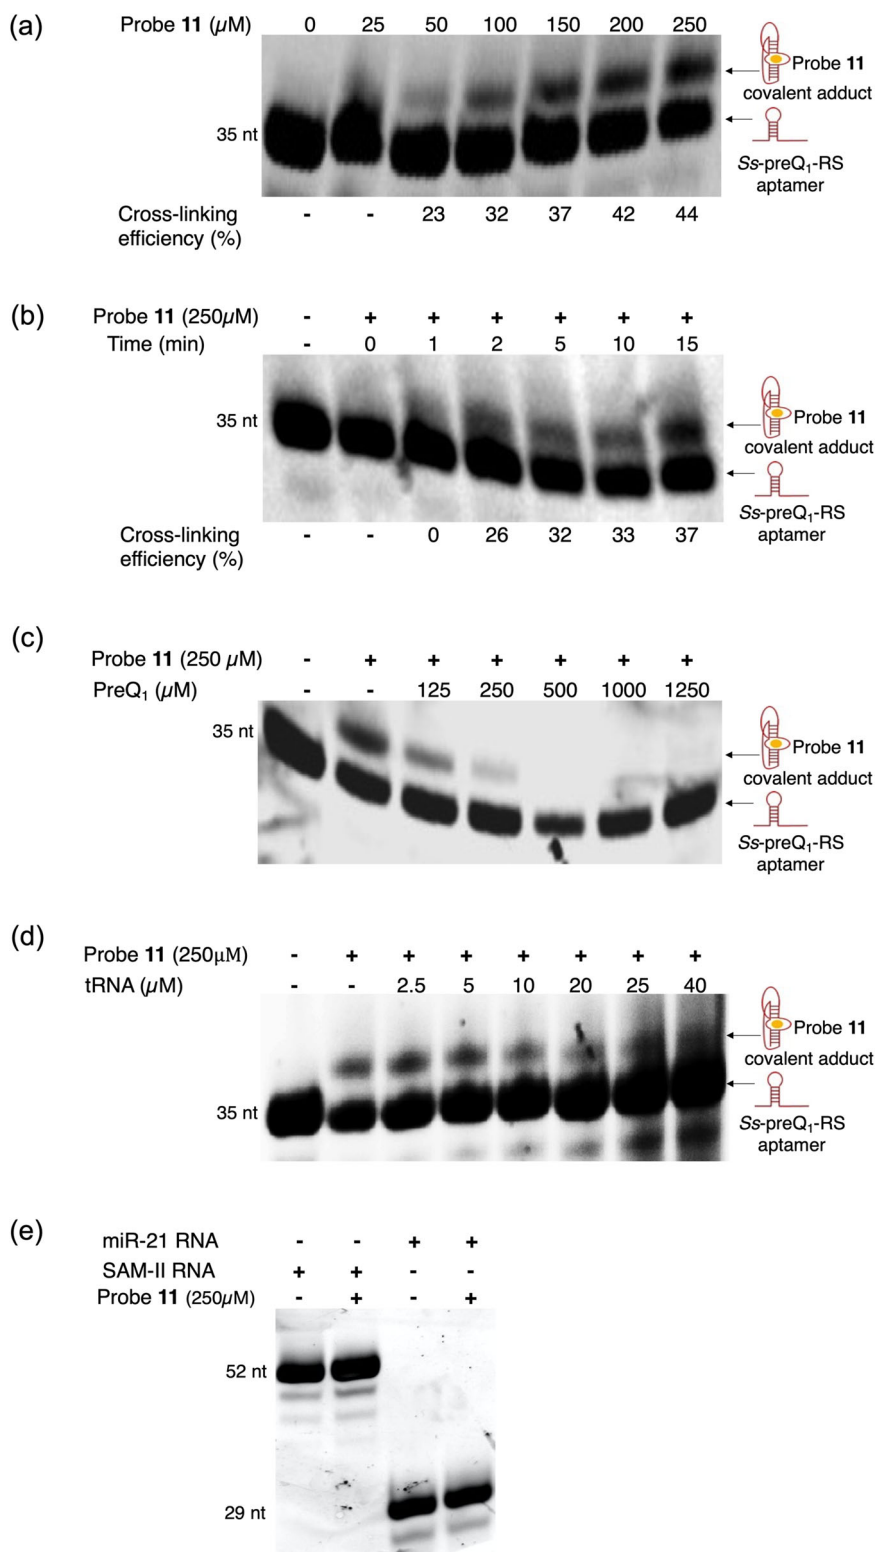 (a)
Probe 11 (µM) 0 25 50 100 150 200 250
Probe 11
covalent adduct
35 nt
Ss-preQ₁-RS
aptamer
Cross-linking - - 23 32 37 42 44
efficiency (%)
(b)
Probe 11 (250µM) - + + + + + +
Time (min) - 0 1 2 5 10 15
35 nt
Probe 11
covalent adduct
Ss-preQ₁-RS
aptamer
Cross-linking - - 0 26 32 33 37
efficiency (%)
(c)
Probe 11 (250 µM) - + + + + + +
PreQ₁ (µM) - - 125 250 500 1000 1250
35 nt
Probe 11
covalent adduct
Ss-preQ₁-RS
aptamer
(d)
Probe 11 (250µM) - + + + + + + +
tRNA (µM) - - 2.5 5 10 20 25 40
Probe 11
covalent adduct
35 nt
Ss-preQ₁-RS
aptamer
(e)
miR-21 RNA - - + +
SAM-II RNA + + - -
Probe 11 (250µM) - + - +
52 nt
29 nt